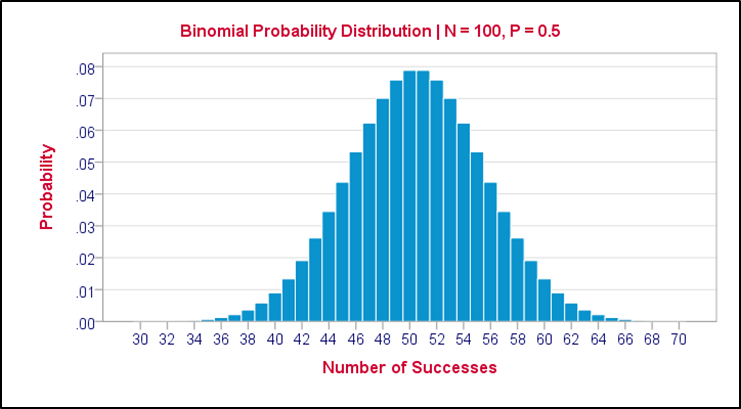 Binomial Probability Distribution | N = 100, P = 0.5
.08
.07
.06
.05
.04
.03
.02
.01
.00
Probability
30 32 34 36 38 40 42 44 46 48 50 52 54 56 58 60 62 64 66 68 70
Number of Successes